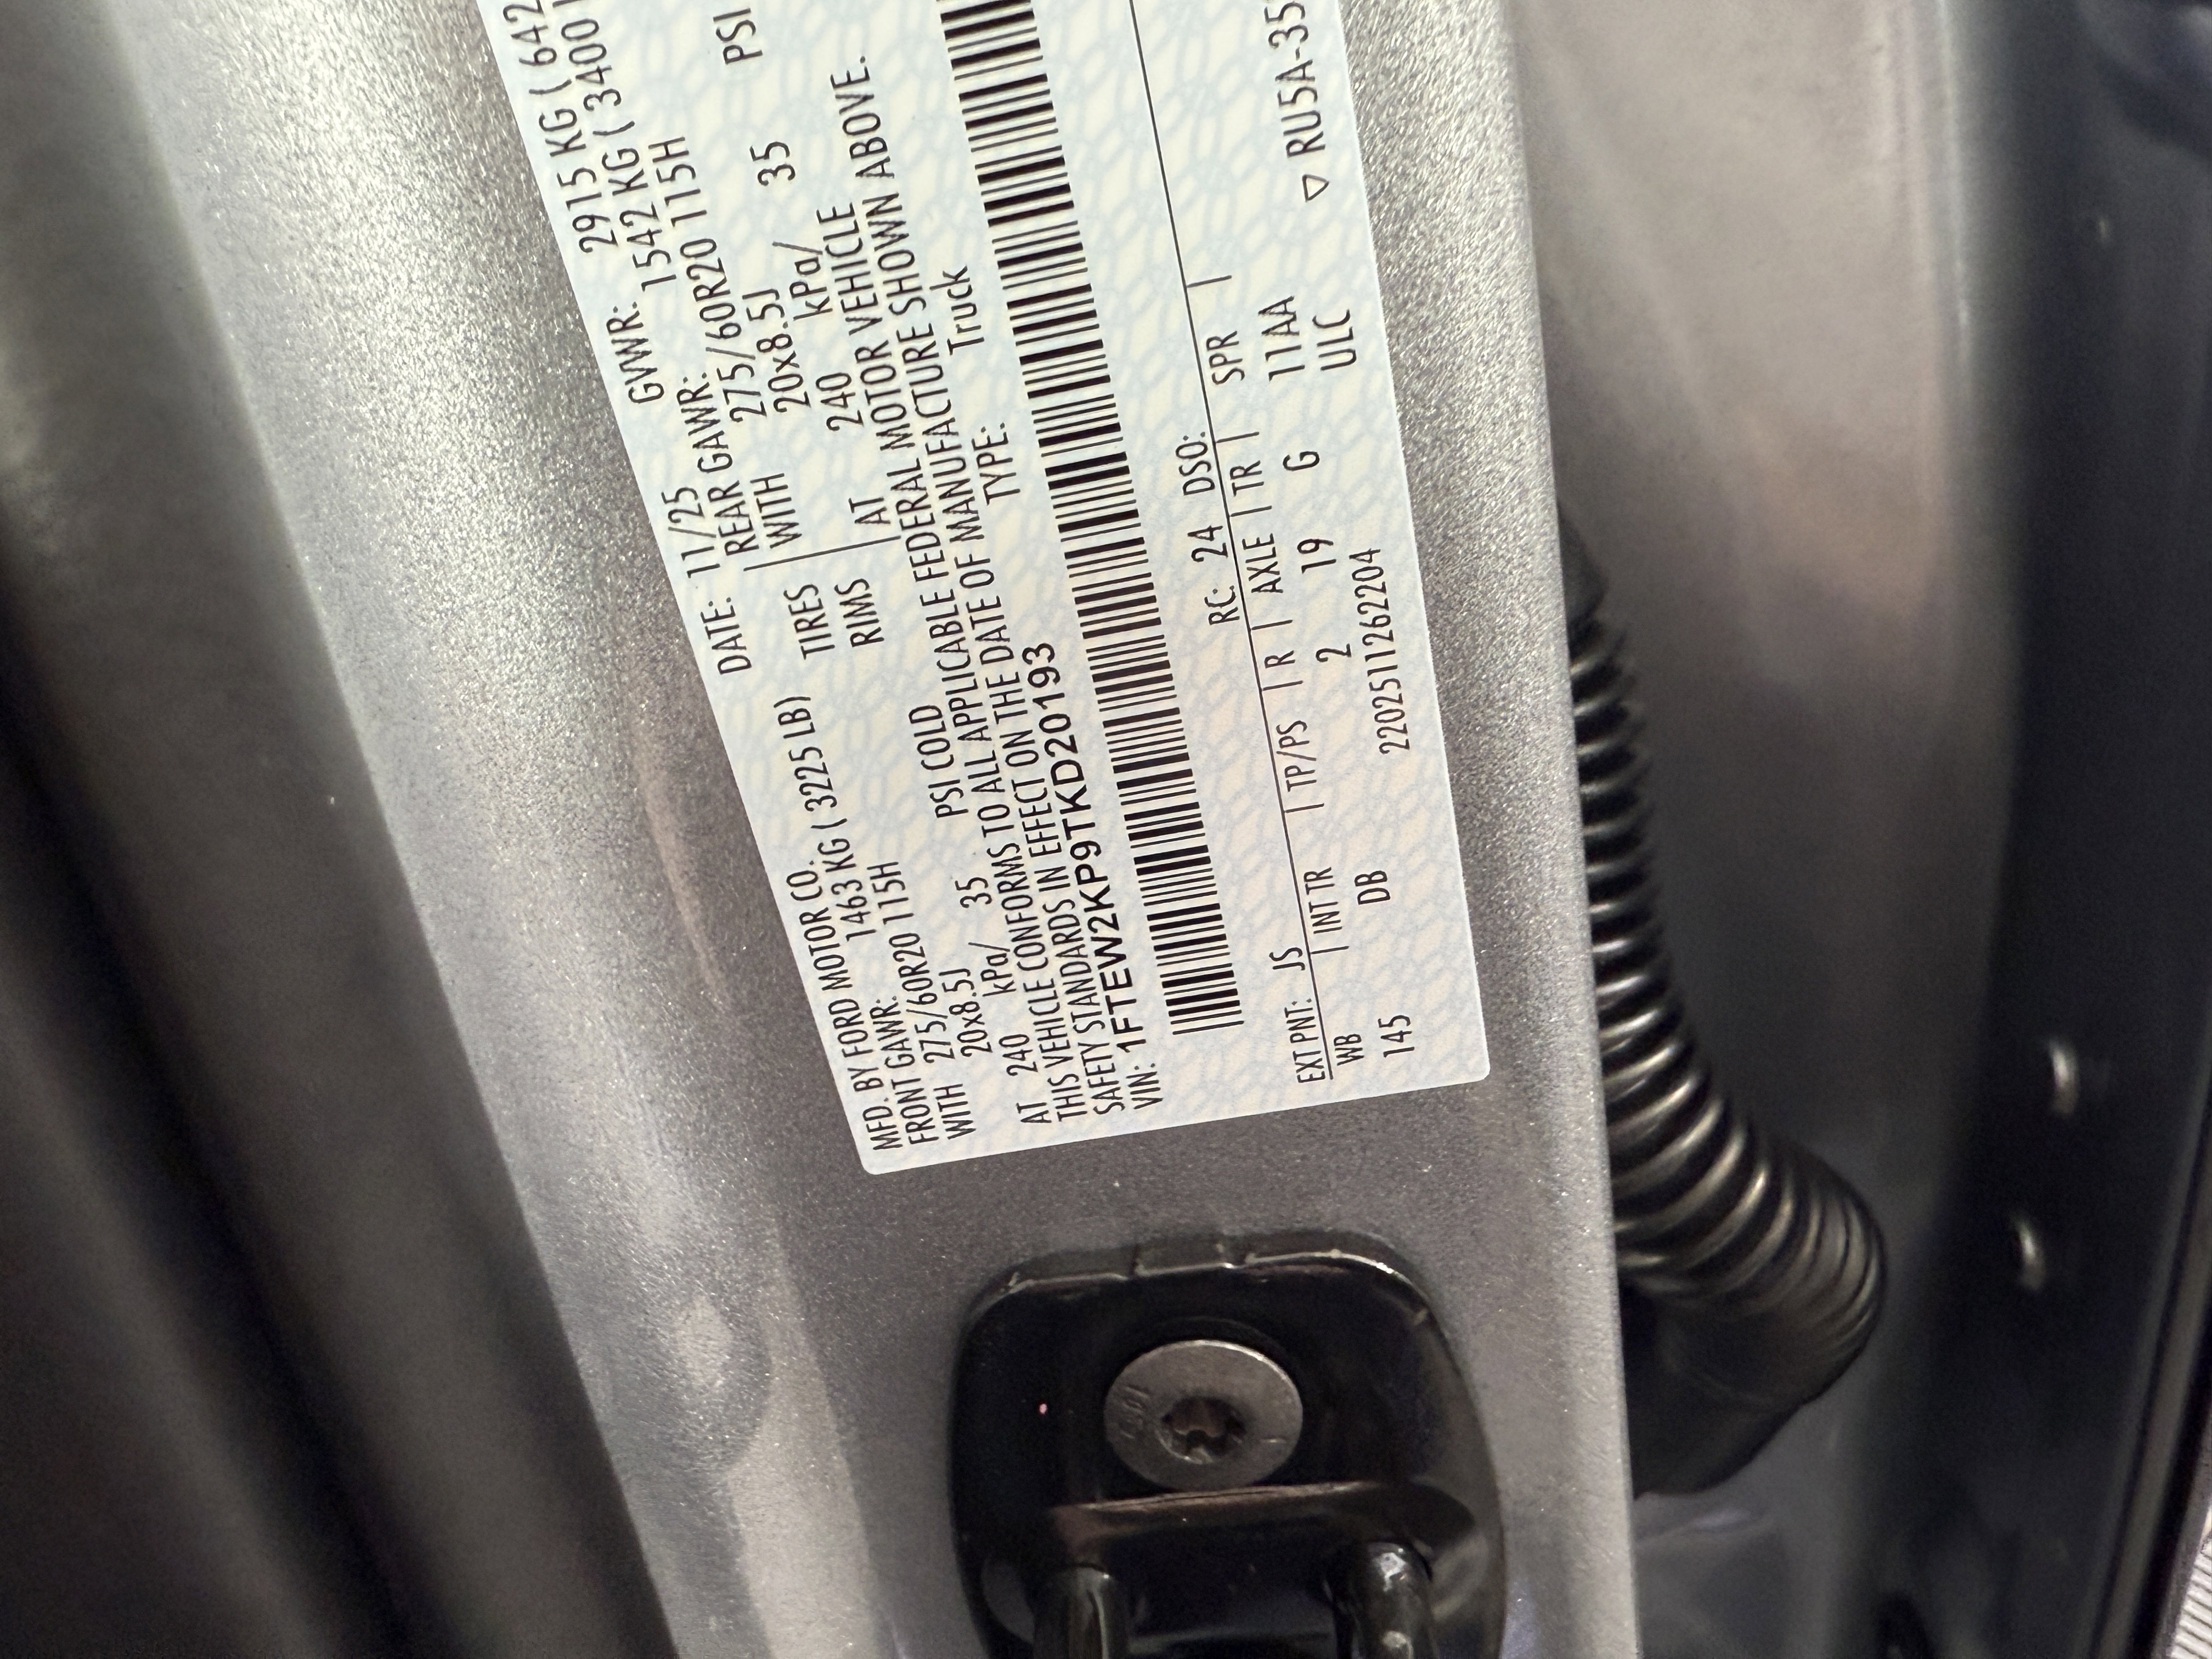 MFD. BY FORD MOTOR CO. DATE: 11/25 GVWR: 2915 KG ( 642
FRONT GAWR: 1463 KG ( 3225 LB) REAR GAWR: 1542 KG ( 3400
WITH 275/60R20 115H TIRES WITH 275/60R20 115H
20x8.5J RIMS 20x8.5J
AT 240 kPa/ 35 PSI COLD AT 240 kPa/ 35 PSI
THIS VEHICLE CONFORMS TO ALL APPLICABLE FEDERAL MOTOR VEHICLE
SAFETY STANDARDS IN EFFECT ON THE DATE OF MANUFACTURE SHOWN ABOVE.
VIN: 1FTEW2KP9TKD20193 TYPE: Truck
EXT PNT: JS RC: 24 DSO:
WB | INT TR | TP/PS | R | AXLE | TR | SPR |
145 DB 2 19 G 11AA
2202511262204 ULC ▽ RU5A-35